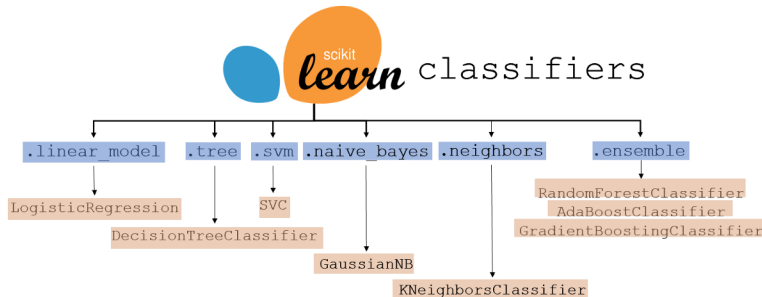 scikit
learn classifiers
.linear_model .tree .svm .naive_bayes .neighbors .ensemble
LogisticRegression
DecisionTreeClassifier
SVC
GaussianNB
KNeighborsClassifier
RandomForestClassifier
AdaBoostClassifier
GradientBoostingClassifier